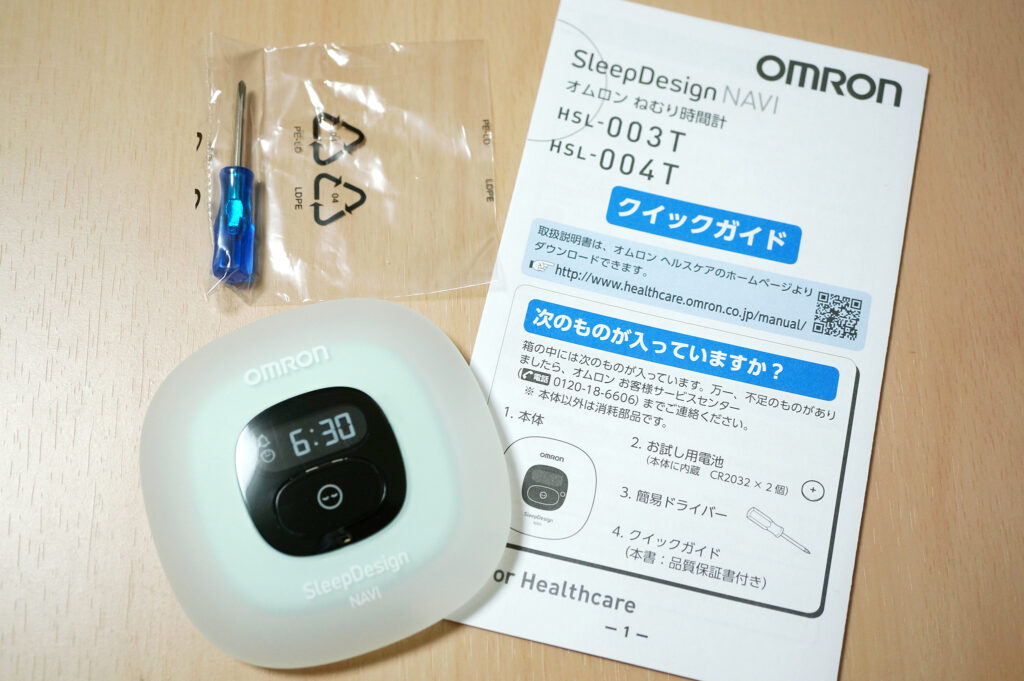 PE-LD
LDPE
04
LDPE
PE-LD
OMRON
SleepDesign NAVI
オムロン ねむり時間計
HSL-003T
HSL-004T
クイックガイド
取扱説明書は、オムロン ヘルスケアのホームページより
ダウンロードできます。
http://www.healthcare.omron.co.jp/manual/
次のものが入っていますか？
箱の中には次のものが入っています。万一、不足のものがあり
ましたら、オムロン お客様サービスセンター
(電話 0120-18-6606) までご連絡ください。
※ 本体以外は消耗部品です。
1. 本体
OMRON
SleepDesign
NAVI
2. お試し用電池
(本体に内蔵 CR2032 × 2 個)
+
3. 簡易ドライバー
4. クイックガイド
(本書：品質保証書付き)
or Healthcare
－ 1 －
OMRON
6:30
SleepDesign
NAVI